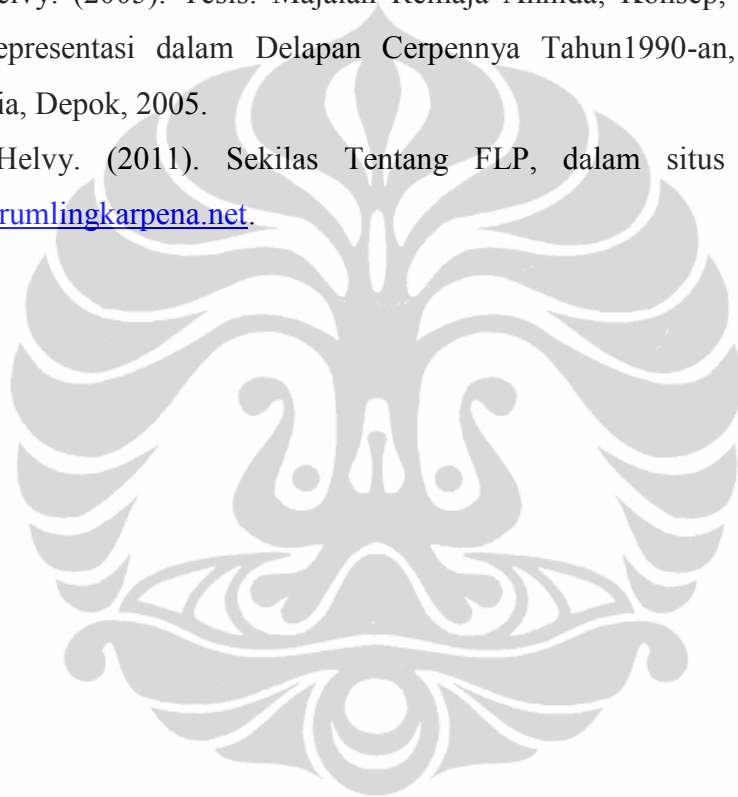 Helvy. (2005). Tesis: Majalah Remaja Annida, Konsep,
epresentasi dalam Delapan Cerpennya Tahun1990-an,
ia, Depok, 2005.
Helvy. (2011). Sekilas Tentang FLP, dalam situs
rumlingkarpena.net.